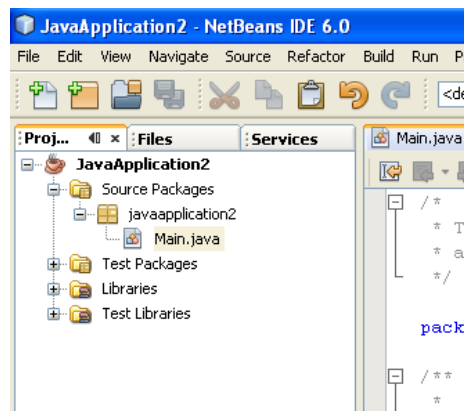 JavaApplication2 - NetBeans IDE 6.0
File Edit View Navigate Source Refactor Build Run P
<de
Proj... Files Services
Main.java
JavaApplication2
Source Packages
javaapplication2
Main.java
Test Packages
Libraries
Test Libraries
/*
* T
* a
*/
pack
/**
*